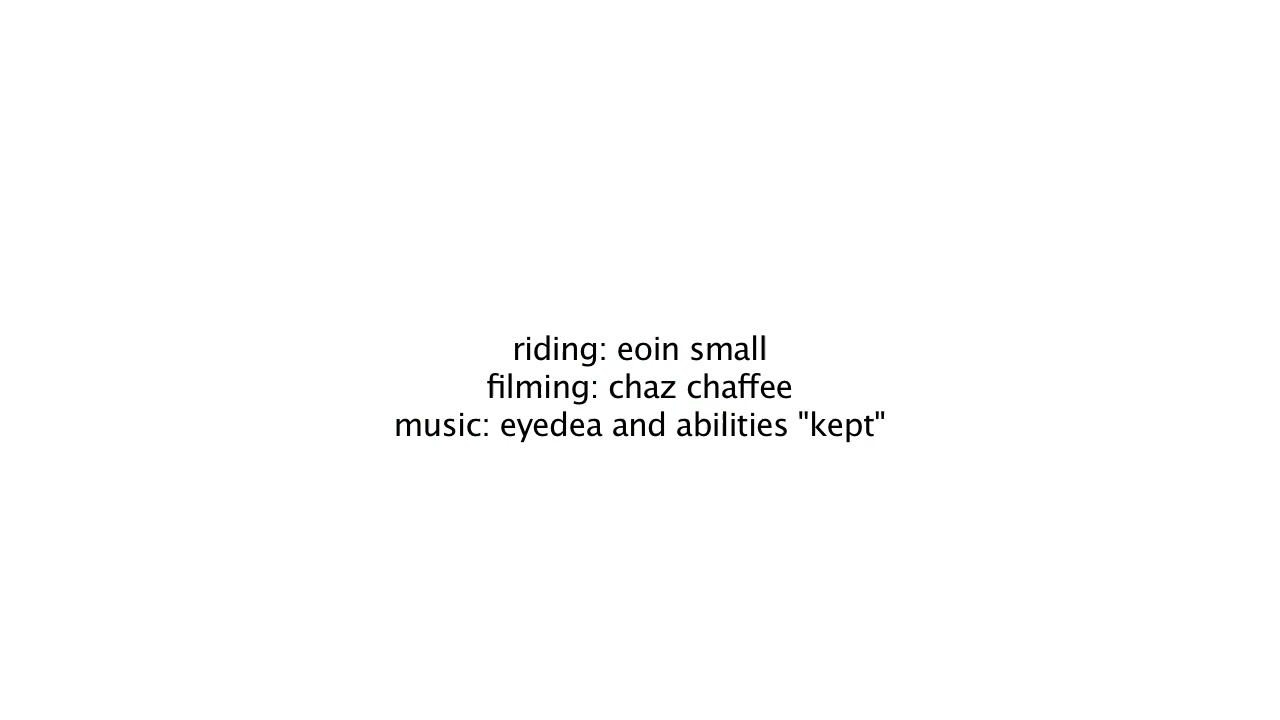 riding: eoin small
filming: chaz chaffee
music: eyedea and abilities "kept"